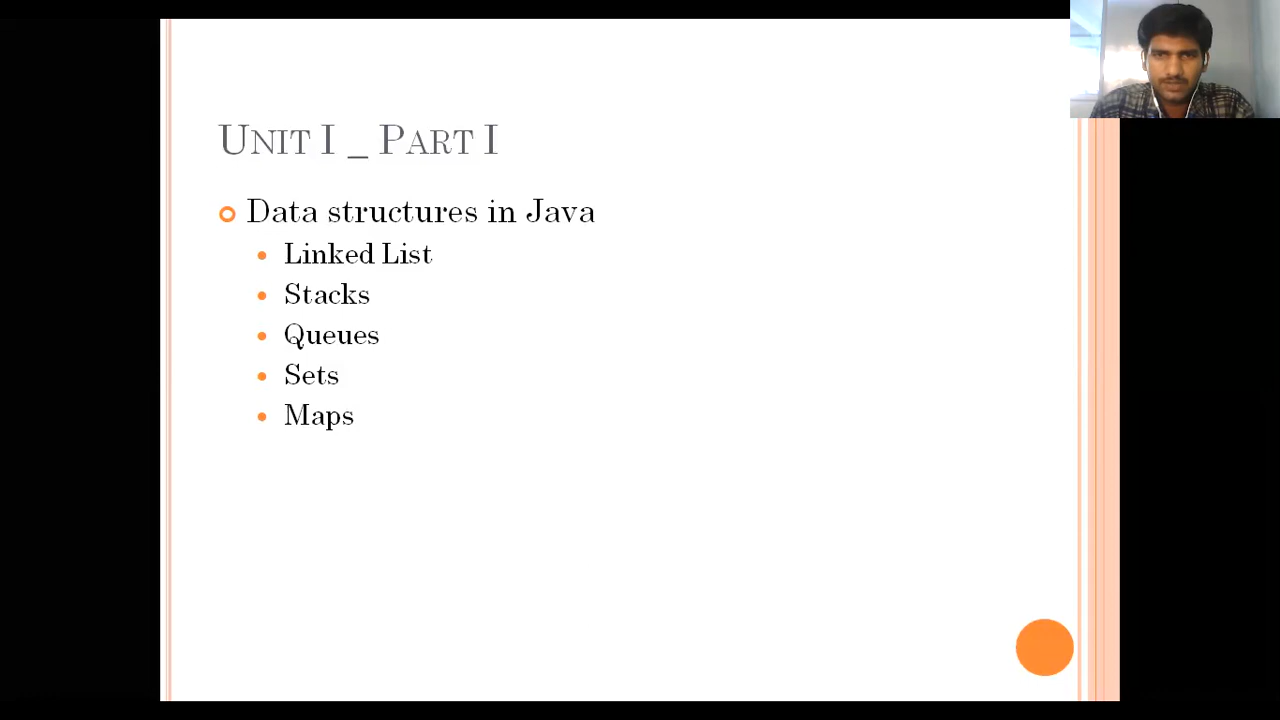 Unit I _ Part I
Data structures in Java
Linked List
Stacks
Queues
Sets
Maps